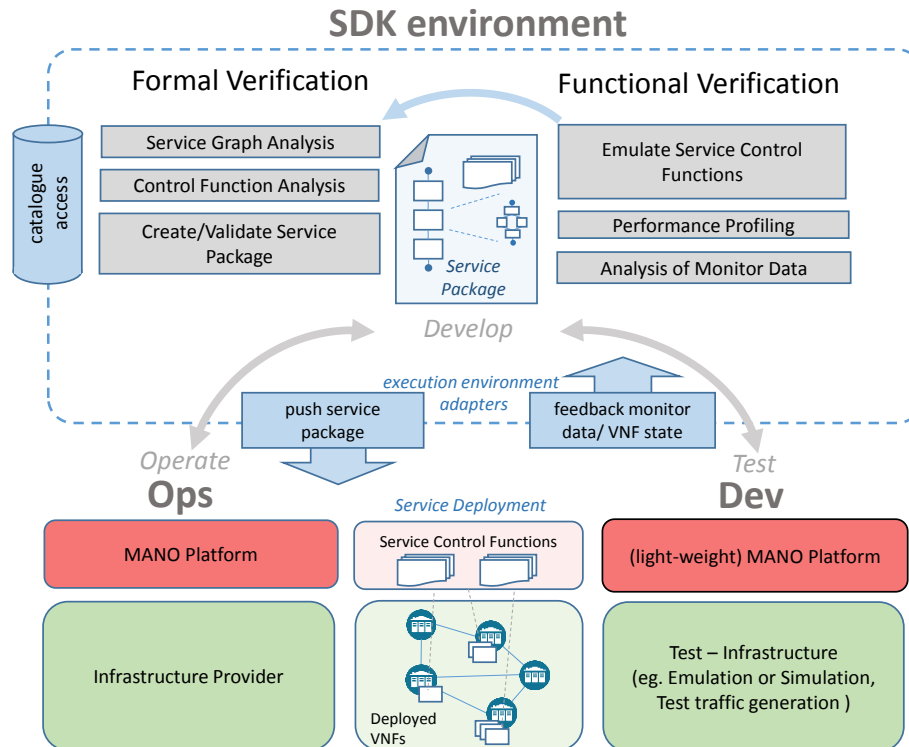 SDK environment
Formal Verification
Functional Verification
catalogue
access
Service Graph Analysis
Control Function Analysis
Create/Validate Service
Package
Service
Package
Emulate Service Control
Functions
Performance Profiling
Analysis of Monitor Data
Develop
execution environment
adapters
push service
package
feedback monitor
data/ VNF state
Operate
Ops
Test
Dev
Service Deployment
MANO Platform
Service Control Functions
(light-weight) MANO Platform
Infrastructure Provider
Deployed
VNFs
Test – Infrastructure
(eg. Emulation or Simulation,
Test traffic generation )